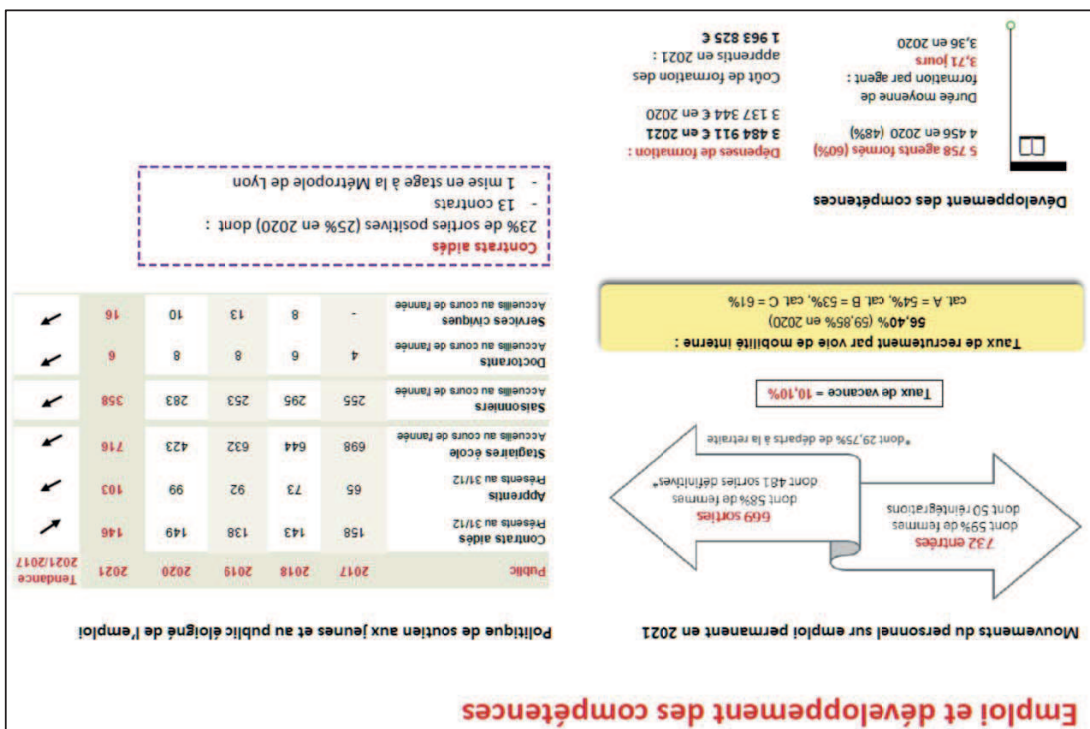 Emploi et développement des compétences
Mouvements du personnel sur emploi permanent en 2021
732 entrées
dont 59% de femmes
dont 50 réintégrations
669 sorties
dont 58% de femmes
dont 481 sorties définitives*
*dont 29,75% de départs à la retraite
Taux de vacance = 10,10%
Taux de recrutement par voie de mobilité interne :
56,40% (59,85% en 2020)
cat. A = 54%, cat. B = 53%, cat. C = 61%
Développement des compétences
5 758 agents formés (60%)
4 456 en 2020 (48%)
Durée moyenne de
formation par agent :
3,71 jours
3,36 en 2020
Dépenses de formation :
3 484 911 € en 2021
3 137 344 € en 2020
Coût de formation des
apprentis en 2021 :
1 963 825 €
Politique de soutien aux jeunes et au public éloigné de l'emploi
Public 2017 2018 2019 2020 2021 Tendance 2021/2017
Contrats aidés
Présents au 31/12 158 143 138 149 146
Apprentis
Présents au 31/12 65 73 92 99 103
Stagiaires école
Accueillis au cours de l'année 698 644 632 423 716
Saisonniers
Accueillis au cours de l'année 255 295 253 283 358
Doctorants
Accueillis au cours de l'année 4 6 8 8 6
Services civiques
Accueillis au cours de l'année - 8 13 10 16
Contrats aidés
23% de sorties positives (25% en 2020) dont :
- 13 contrats
- 1 mise en stage à la Métropole de Lyon